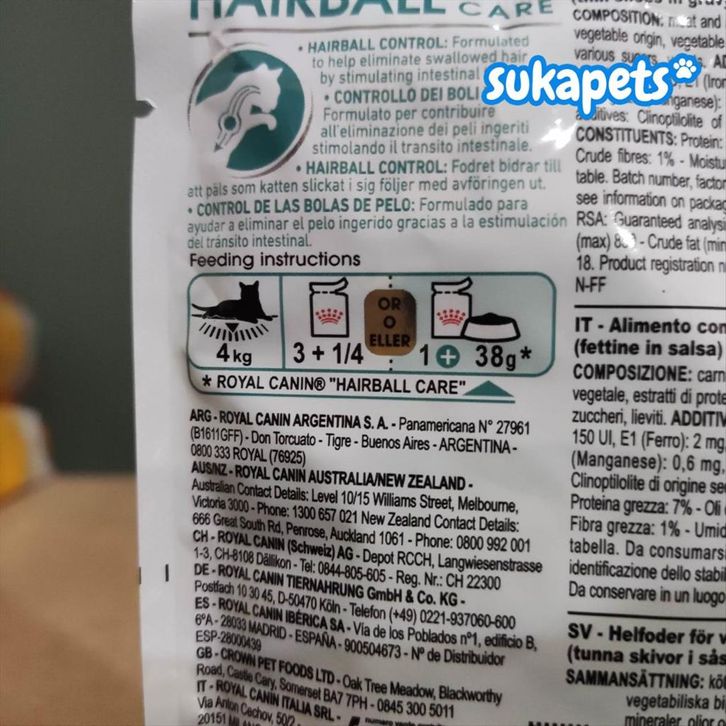 HAIRBALL CARE
• HAIRBALL CONTROL: Formulated
to help eliminate swallowed hair
by stimulating intestinal
• CONTROLLO DEI BOLI
Formulato per contribuire
all'eliminazione dei peli ingeriti
stimolando il transito intestinale.
• HAIRBALL CONTROL: Fodret bidrar till
att päls som katten slickat i sig följer med avföringen ut.
• CONTROL DE LAS BOLAS DE PELO: Formulado para
ayudar a eliminar el pelo ingerido gracias a la estimulación
del tránsito intestinal.
Feeding instructions
4 kg
3 + 1/4
OR
O
ELLER
1 + 38g*
* ROYAL CANIN® "HAIRBALL CARE"
ARG - ROYAL CANIN ARGENTINA S. A. - Panamericana N° 27961
(B1611GFF) - Don Torcuato - Tigre - Buenos Aires - ARGENTINA -
0800 333 ROYAL (76925)
AUS/NZ - ROYAL CANIN AUSTRALIA/NEW ZEALAND -
Australian Contact Details: Level 10/15 Williams Street, Melbourne,
Victoria 3000 - Phone: 1300 657 021 New Zealand Contact Details:
666 Great South Rd, Penrose, Auckland 1061 - Phone: 0800 992 001
CH - ROYAL CANIN (Schweiz) AG - Depot RCCH, Langwiesenstrasse
1-3, CH-8108 Dällikon - Tel: 0844-805-605 - Reg. Nr.: CH 22300
DE - ROYAL CANIN TIERNAHRUNG GmbH & Co. KG -
Postfach 10 30 45, D-50470 Köln - Telefon (+49) 0221-937060-600
ES - ROYAL CANIN IBÉRICA SA - Vía de los Poblados nº1, edificio B,
6ºA - 28033 MADRID - ESPAÑA - 900504673 - Nº de Distribuidor
ESP-28000439
GB - CROWN PET FOODS LTD - Oak Tree Meadow, Blackworthy
Road, Castle Cary, Somerset BA7 7PH - 0845 300 5011
IT - ROYAL CANIN ITALIA SRL -
Via Anton Cechov, 50/2
20151
sukapets
COMPOSITION: and
vegetable origin, vegetable
various
Clinoptilolite of
CONSTITUENTS: Protein:
Crude fibres: 1% - Moistu
table. Batch number, factor
see information on packag
RSA: Guaranteed analysi
(max) - Crude fat (min
18. Product registration n
N-FF
IT - Alimento con
(fettine in salsa)
COMPOSIZIONE: carn
vegetale, estratti di prote
zuccheri, lieviti. ADDITIV
150 UI, E1 (Ferro): 2 mg,
(Manganese): 0,6 mg,
Clinoptilolite di origine se
Proteina grezza: 7% - Oli
Fibra grezza: 1% - Umid
tabella. Da consumars
identificazione dello stabil
Da conservare in un luogo
SV - Helfoder för v
(tunna skivor i sås
SAMMANSÄTTNING: köt
vegetabiliska bi
mineraler, olior